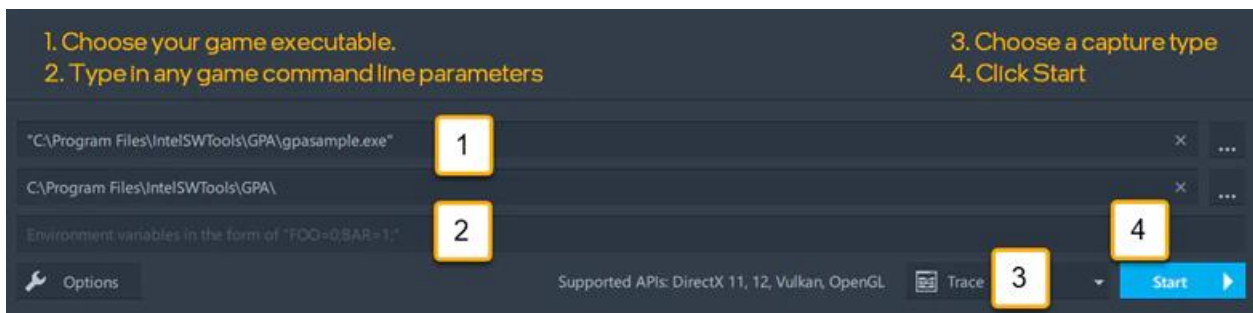 1. Choose your game executable.
2. Type in any game command line parameters
3. Choose a capture type
4. Click Start
"C:\Program Files\IntelSWTools\GPA\gpasample.exe"
1
...
C:\Program Files\IntelSWTools\GPA\
...
Environment variables in the form of "FOO=0;BAR=1;"
2
4
Options
Supported APIs: DirectX 11, 12, Vulkan, OpenGL
Trace
3
Start